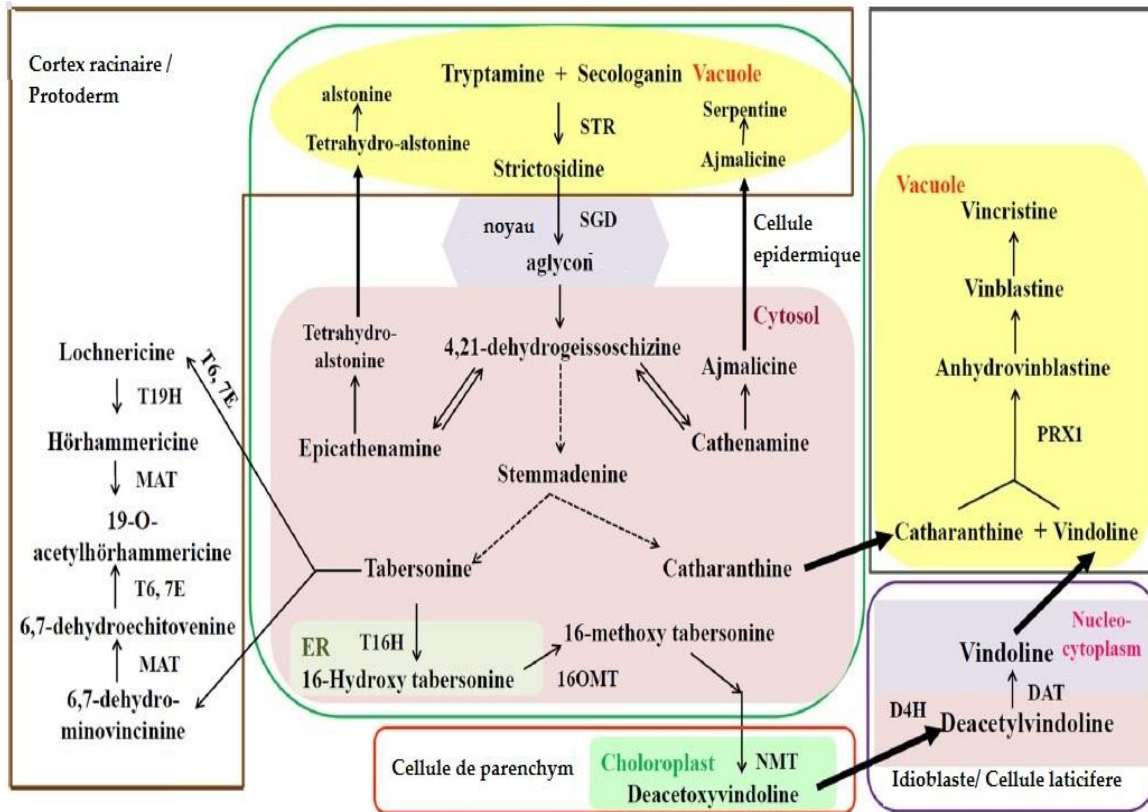 Cortex racinaire /
Protoderm
Tryptamine + Secologanin Vacuole
STR
Strictosidine
alstonine
Tetrahydro-alstonine
Serpentine
Ajmalicine
noyau
SGD
aglycon
Cellule
epidermique
Cytosol
4,21-dehydrogeissoschizine
Tetrahydro-
alstonine
Epicathenamine
Ajmalicine
Cathenamine
Stemmadenine
Tabersonine
Catharanthine
ER
T16H
16-Hydroxy tabersonine
16OMT
16-methoxy tabersonine
Lochnericine
T6, 7E
T19H
Hörhammericine
MAT
19-O-
acetylhörhammericine
T6, 7E
6,7-dehydroechitovenine
MAT
6,7-dehydro-
minovincinine
Cellule de parenchym
Choloroplast
NMT
Deacetoxyvindoline
Vacuole
Vincristine
Vinblastine
Anhydrovinblastine
PRX1
Catharanthine + Vindoline
Nucleo-
cytoplasm
Vindoline
DAT
D4H
Deacetylvindoline
Idioblaste/ Cellule laticifere